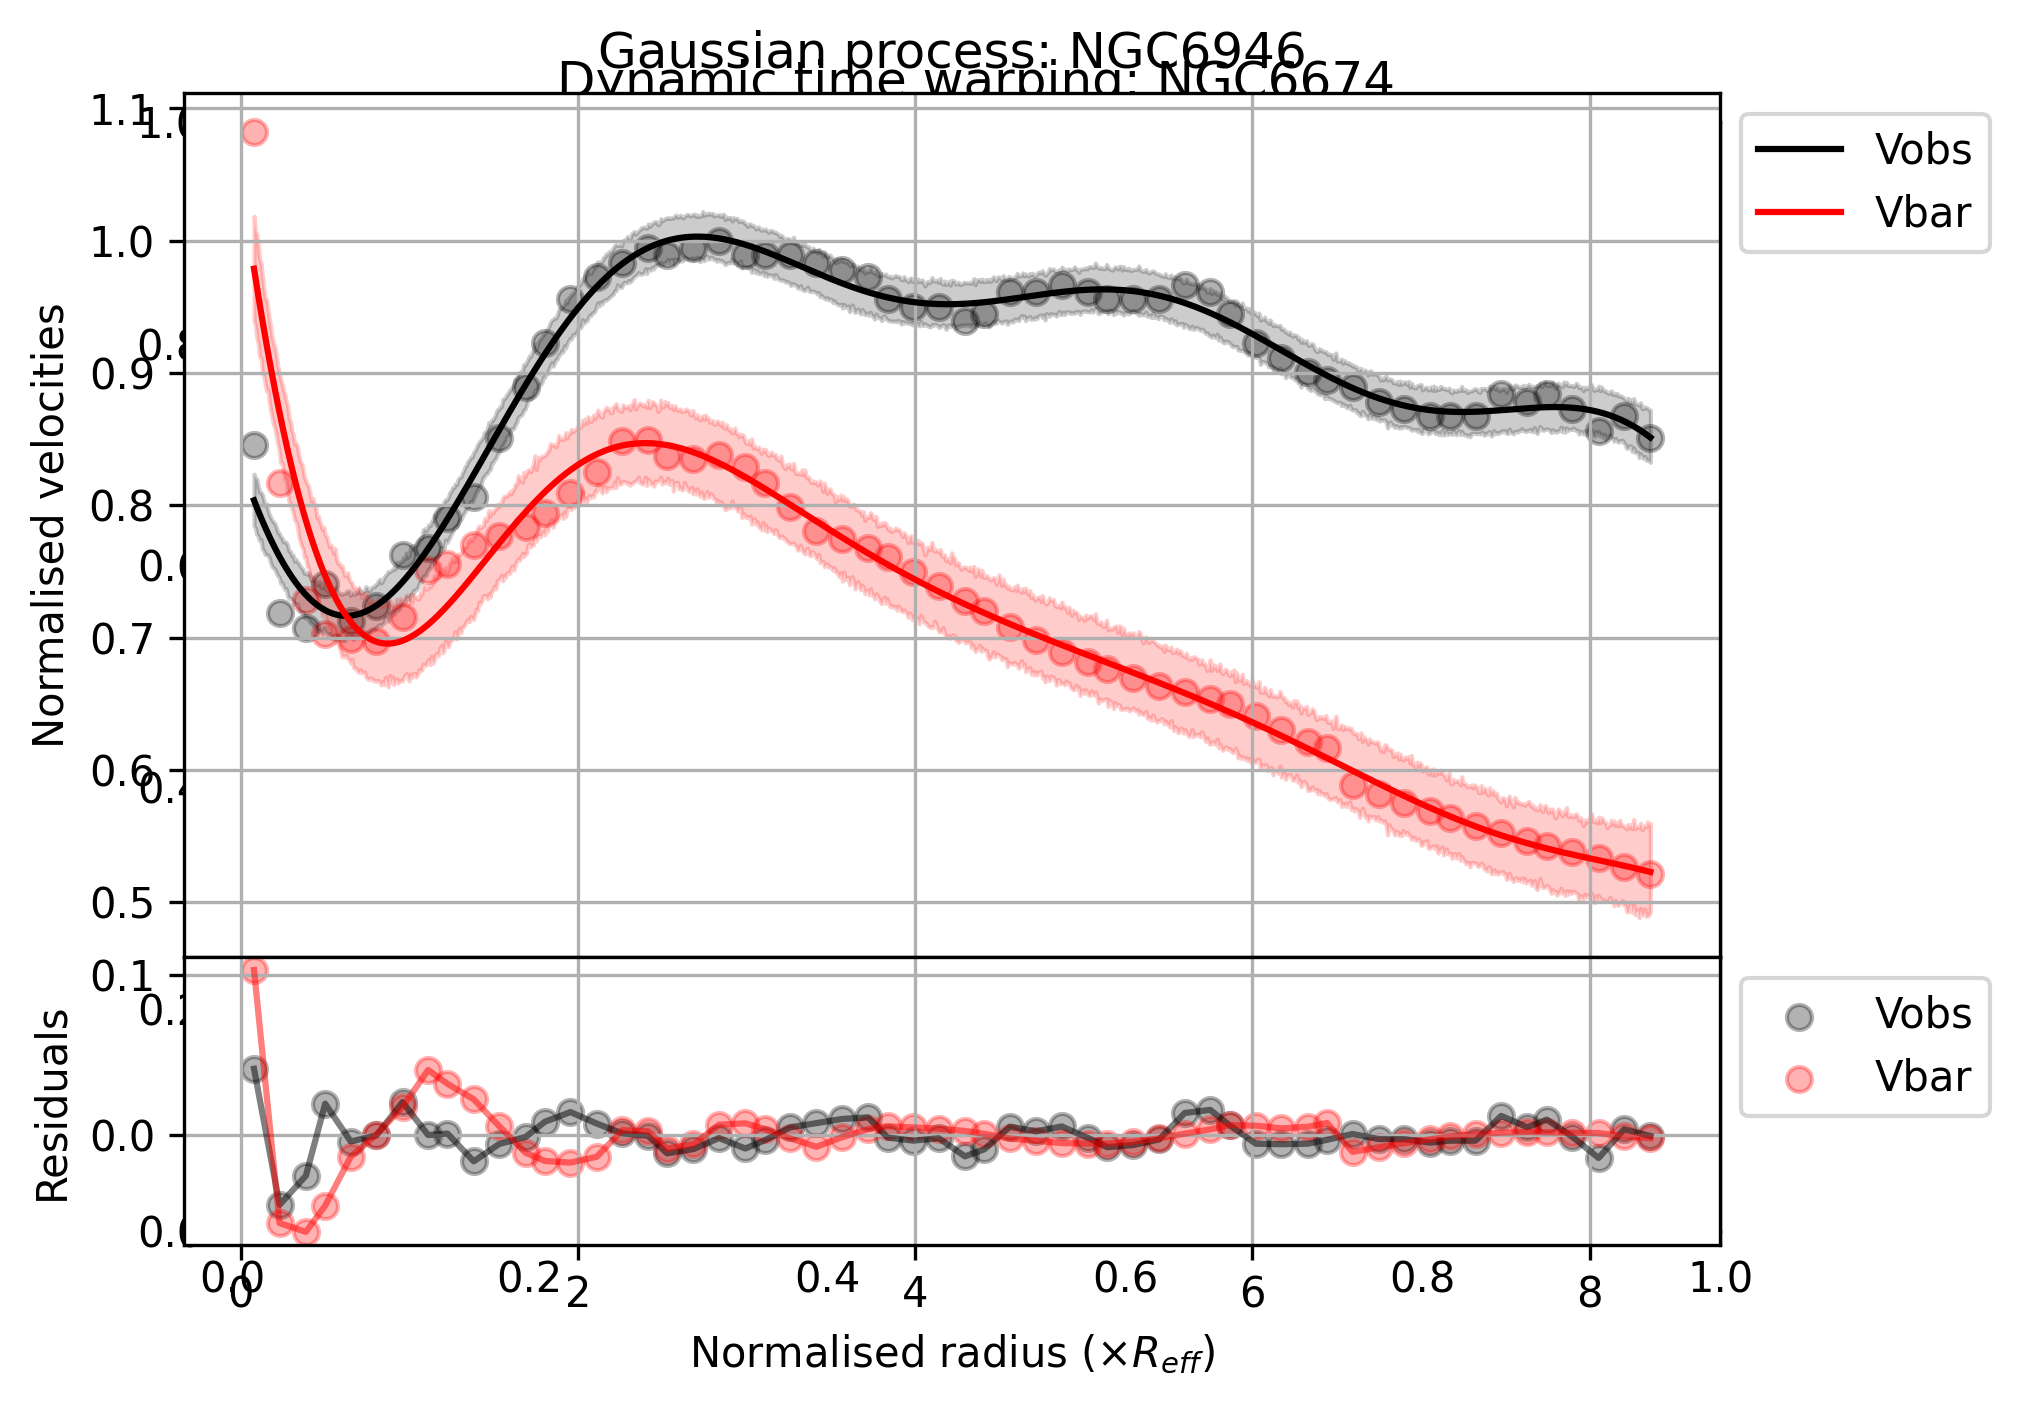 Gaussian process: NGC6946
Dynamic time warping: NGC6674
1.1
1.0
0.9
0.8
0.7
0.6
0.5
Normalised velocities
Vobs
Vbar
0.1
0.0
Residuals
Vobs
Vbar
0.0 0.2 0.4 0.6 0.8 1.0
0 2 4 6 8
Normalised radius (×R_eff)